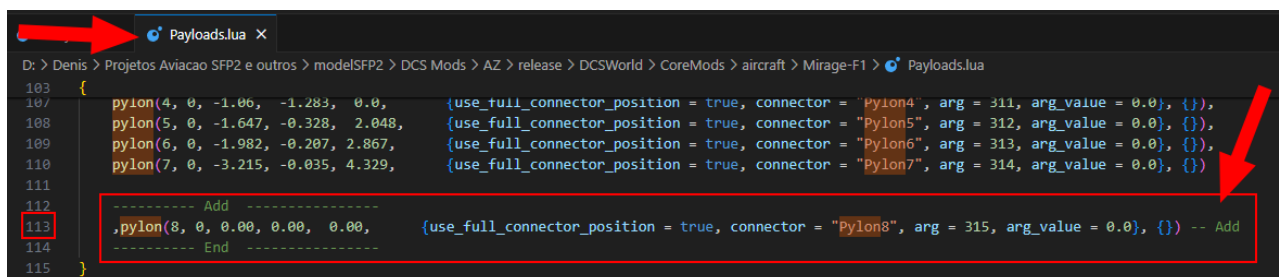 Payloads.lua ×
D: > Denis > Projetos Aviacao SFP2 e outros > modelSFP2 > DCS Mods > AZ > release > DCSWorld > CoreMods > aircraft > Mirage-F1 > Payloads.lua
103 {
107 pylon(4, 0, -1.06, -1.283, 0.0, {use_full_connector_position = true, connector = "Pylon4", arg = 311, arg_value = 0.0}, {}),
108 pylon(5, 0, -1.647, -0.328, 2.048, {use_full_connector_position = true, connector = "Pylon5", arg = 312, arg_value = 0.0}, {}),
109 pylon(6, 0, -1.982, -0.207, 2.867, {use_full_connector_position = true, connector = "Pylon6", arg = 313, arg_value = 0.0}, {}),
110 pylon(7, 0, -3.215, -0.035, 4.329, {use_full_connector_position = true, connector = "Pylon7", arg = 314, arg_value = 0.0}, {})
111
112 ---------- Add ----------------
113 ,pylon(8, 0, 0.00, 0.00, 0.00, {use_full_connector_position = true, connector = "Pylon8", arg = 315, arg_value = 0.0}, {}) -- Add
114 ---------- End ----------------
115 }